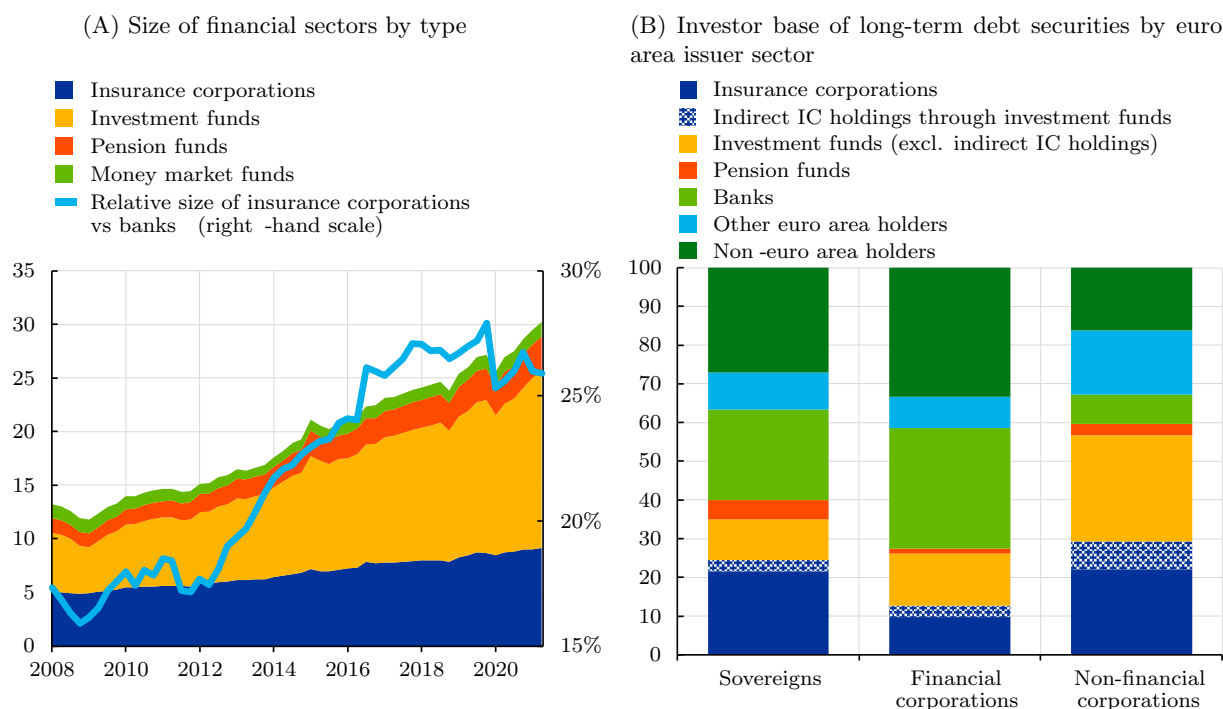 (A) Size of financial sectors by type
Insurance corporations
Investment funds
Pension funds
Money market funds
Relative size of insurance corporations
vs banks (right -hand scale)
35
30
25
20
15
10
5
0
30%
25%
20%
15%
2008
2010
2012
2014
2016
2018
2020
(B) Investor base of long-term debt securities by euro
area issuer sector
Insurance corporations
Indirect IC holdings through investment funds
Investment funds (excl. indirect IC holdings)
Pension funds
Banks
Other euro area holders
Non -euro area holders
100
90
80
70
60
50
40
30
20
10
0
Sovereigns
Financial
corporations
Non-financial
corporations